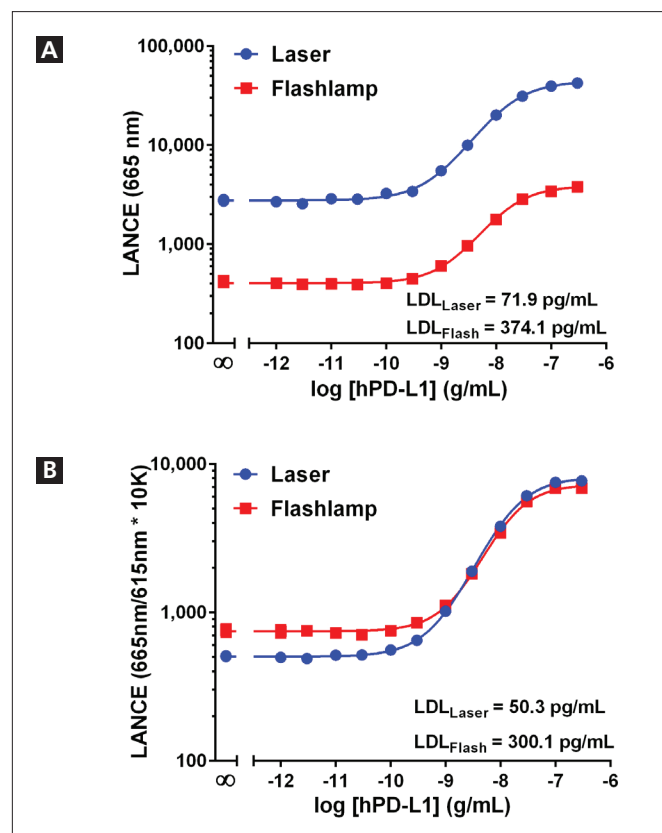 A
Laser
Flashlamp
LANCE (665 nm)
100,000
10,000
1,000
100
LDLLaser = 71.9 pg/mL
LDLFlash = 374.1 pg/mL
∞ -12 -11 -10 -9 -8 -7 -6
log [hPD-L1] (g/mL)
B
Laser
Flashlamp
LANCE (665nm/615nm * 10K)
10,000
1,000
100
LDLLaser = 50.3 pg/mL
LDLFlash = 300.1 pg/mL
∞ -12 -11 -10 -9 -8 -7 -6
log [hPD-L1] (g/mL)